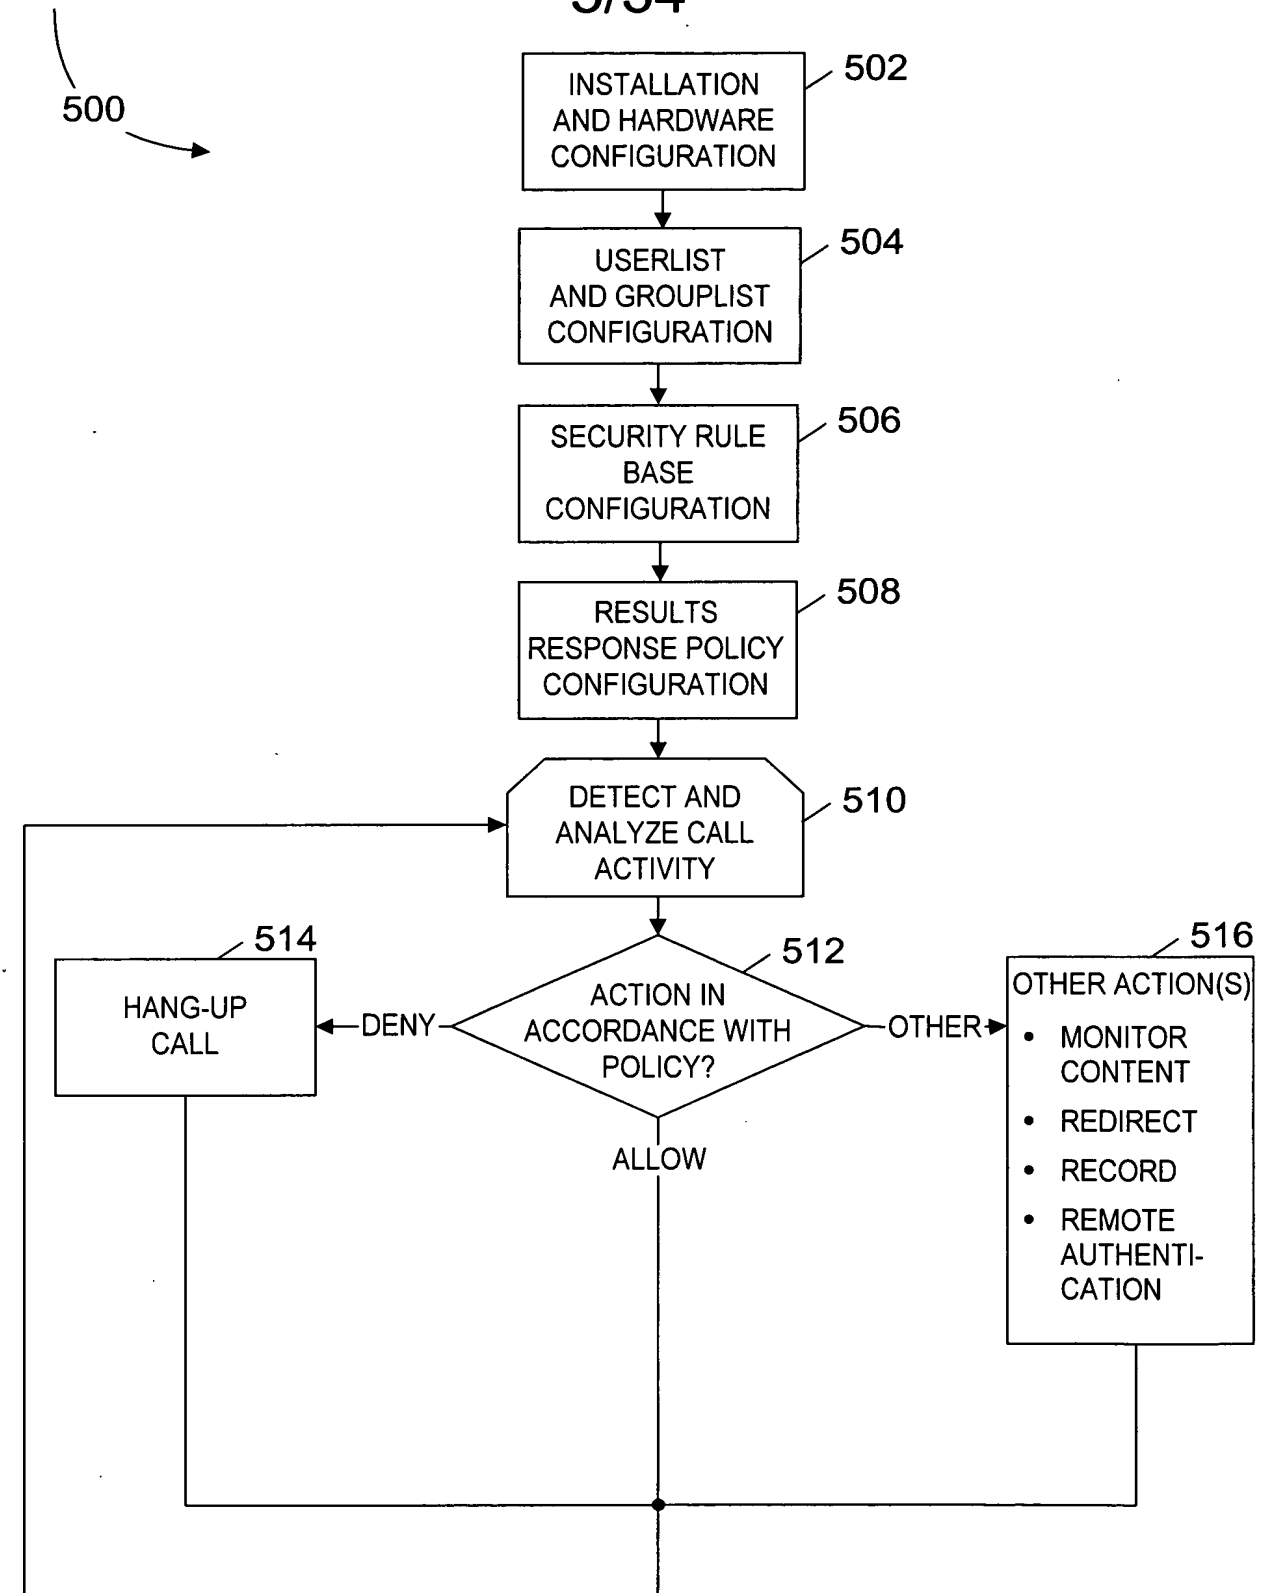 500
502
INSTALLATION
AND HARDWARE
CONFIGURATION
504
USERLIST
AND GROUPLIST
CONFIGURATION
506
SECURITY RULE
BASE
CONFIGURATION
508
RESULTS
RESPONSE POLICY
CONFIGURATION
510
DETECT AND
ANALYZE CALL
ACTIVITY
514
HANG-UP
CALL
DENY
512
ACTION IN
ACCORDANCE WITH
POLICY?
OTHER
ALLOW
516
OTHER ACTION(S)
• MONITOR
CONTENT
• REDIRECT
• RECORD
• REMOTE
AUTHENTI-
CATION